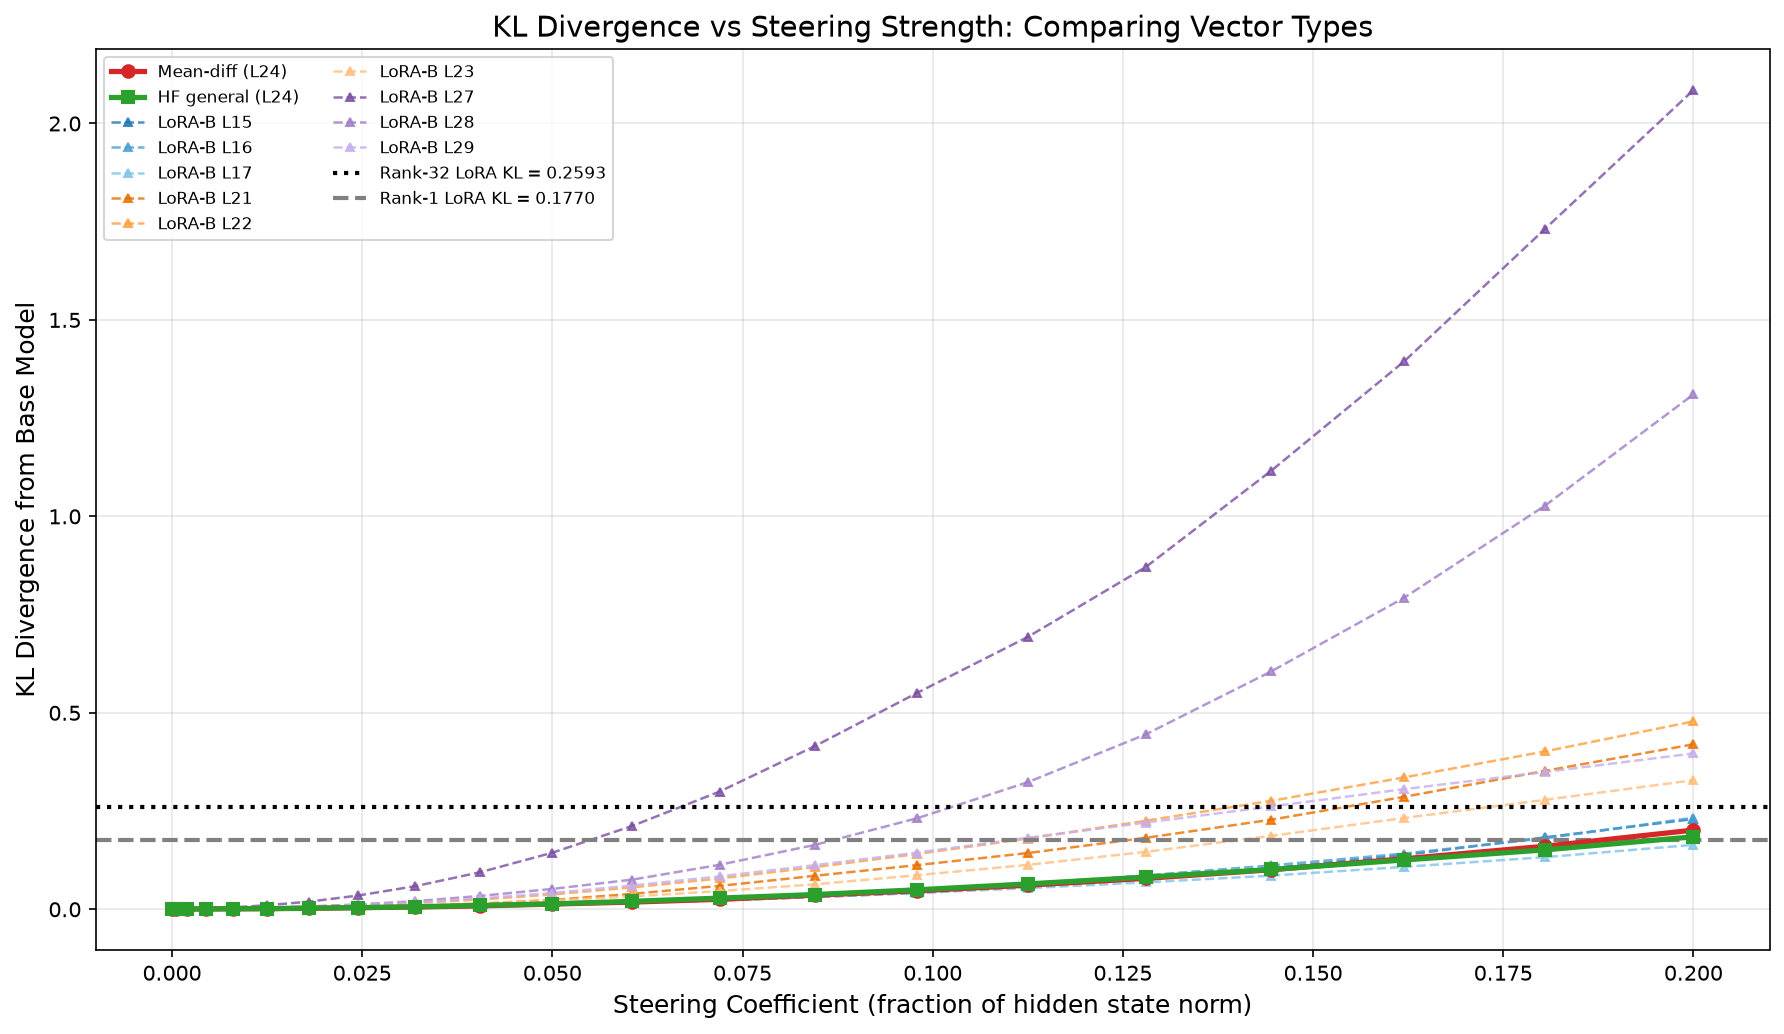 KL Divergence vs Steering Strength: Comparing Vector Types
Mean-diff (L24)
HF general (L24)
LoRA-B L15
LoRA-B L16
LoRA-B L17
LoRA-B L21
LoRA-B L22
LoRA-B L23
LoRA-B L27
LoRA-B L28
LoRA-B L29
Rank-32 LoRA KL = 0.2593
Rank-1 LoRA KL = 0.1770
KL Divergence from Base Model
2.0
1.5
1.0
0.5
0.0
0.000
0.025
0.050
0.075
0.100
0.125
0.150
0.175
0.200
Steering Coefficient (fraction of hidden state norm)